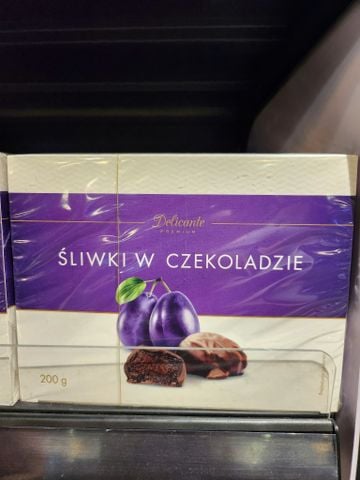 Delicante
PREMIUM
ŚLIWKI W CZEKOLADZIE
200 g